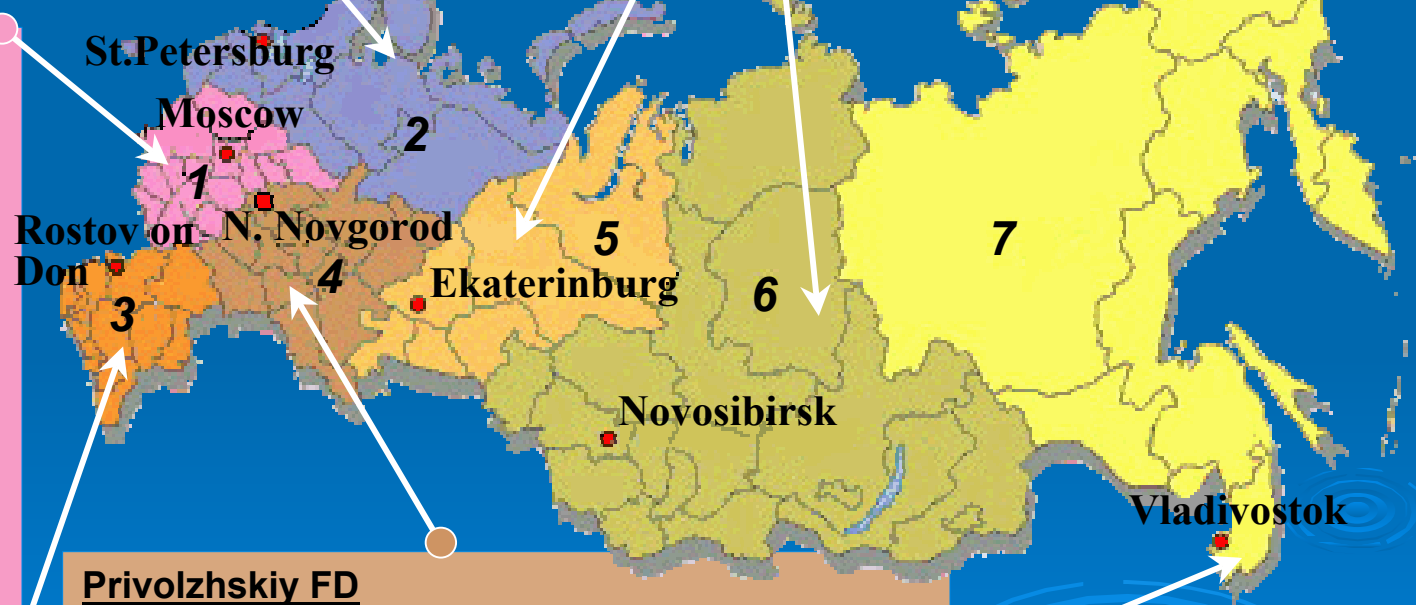 St.Petersburg
Moscow
2
1
Rostov on
Don
N. Novgorod
5
7
4
Ekaterinburg
6
3
Novosibirsk
Vladivostok
Privolzhskiy FD